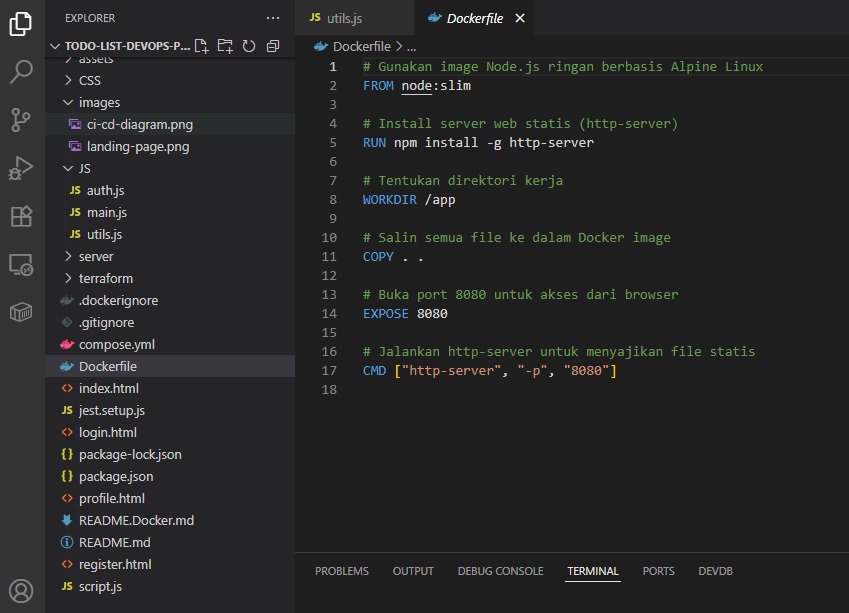 EXPLORER
TODO-LIST-DEVOPS-P...
assets
CSS
images
ci-cd-diagram.png
landing-page.png
JS
JS auth.js
JS main.js
JS utils.js
server
terraform
.dockerignore
.gitignore
compose.yml
Dockerfile
index.html
JS jest.setup.js
login.html
{} package-lock.json
{} package.json
profile.html
README.Docker.md
README.md
register.html
JS script.js
JS utils.js
Dockerfile
Dockerfile > ...
1 # Gunakan image Node.js ringan berbasis Alpine Linux
2 FROM node:slim
3
4 # Install server web statis (http-server)
5 RUN npm install -g http-server
6
7 # Tentukan direktori kerja
8 WORKDIR /app
9
10 # Salin semua file ke dalam Docker image
11 COPY . .
12
13 # Buka port 8080 untuk akses dari browser
14 EXPOSE 8080
15
16 # Jalankan http-server untuk menyajikan file statis
17 CMD ["http-server", "-p", "8080"]
18
PROBLEMS OUTPUT DEBUG CONSOLE TERMINAL PORTS DEVDB